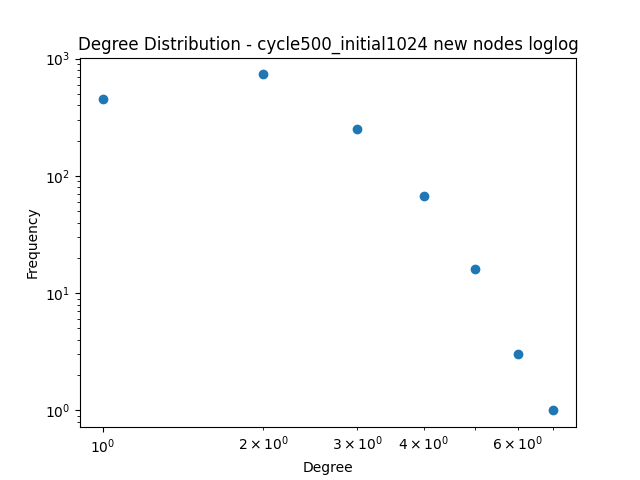 Degree Distribution - cycle500_initial1024 new nodes loglog
10³
10²
10¹
10⁰
Frequency
10⁰
2 × 10⁰
3 × 10⁰
4 × 10⁰
6 × 10⁰
Degree